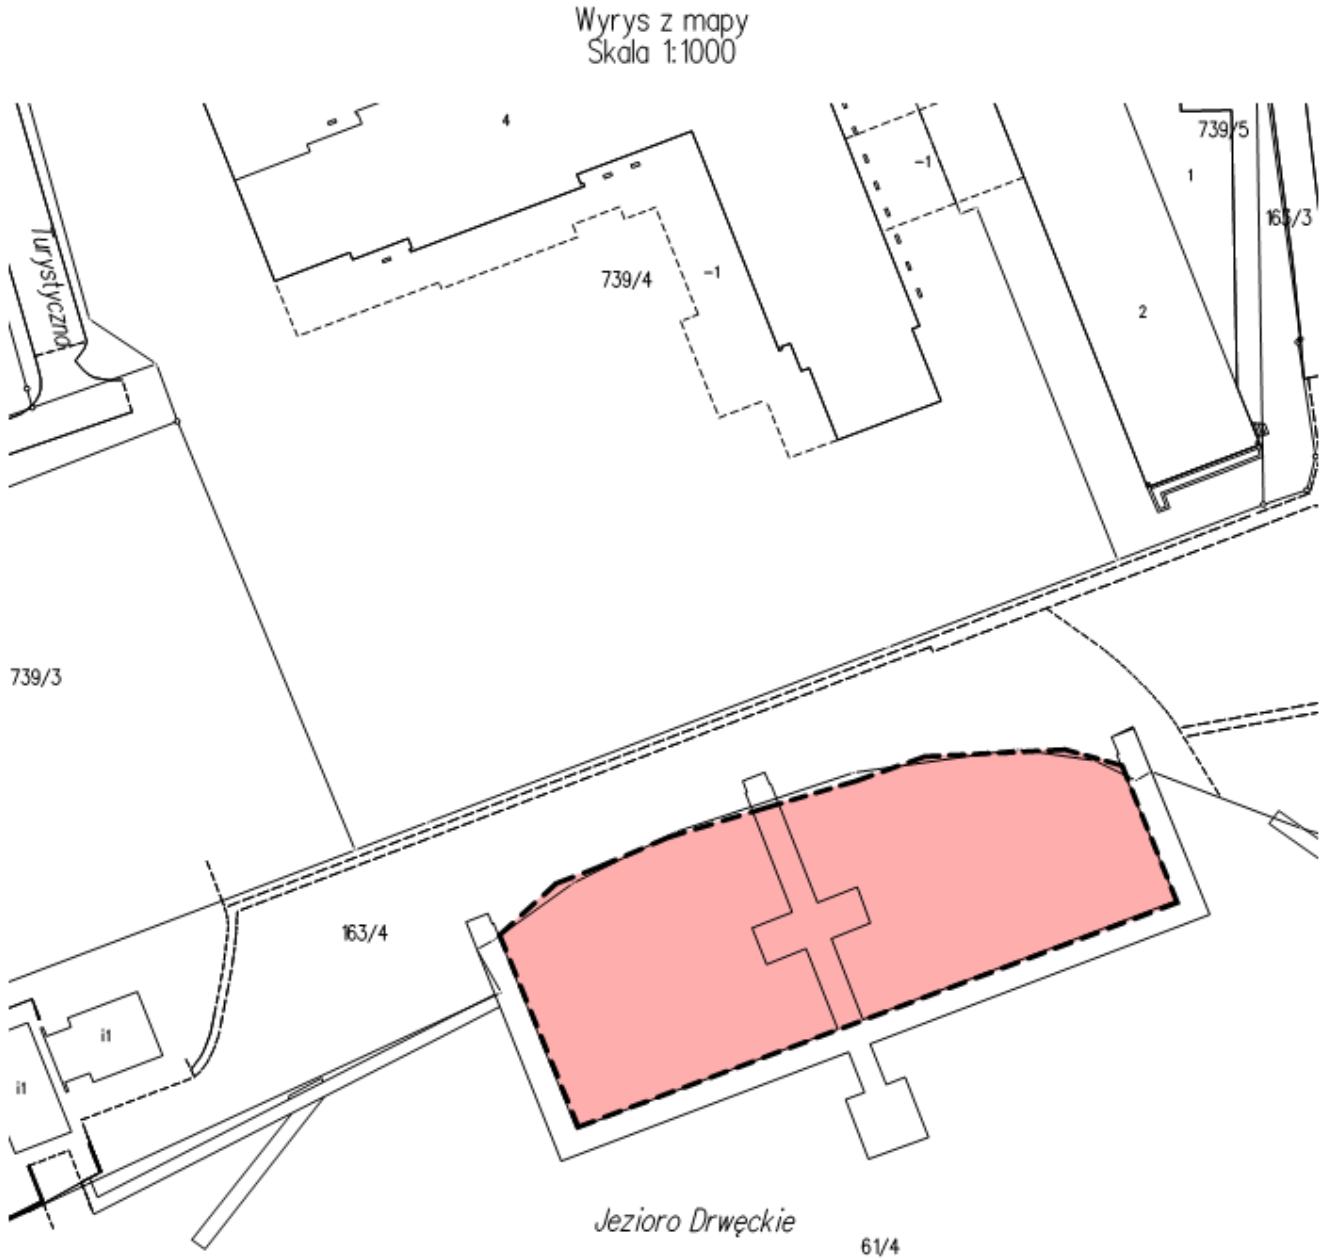 Wyrys z mapy
Skala 1:1000
4
739/5
-1
1
163/3
Turystyczna
739/4
-1
2
739/3
163/4
i1
i1
Jezioro Drwęckie
61/4